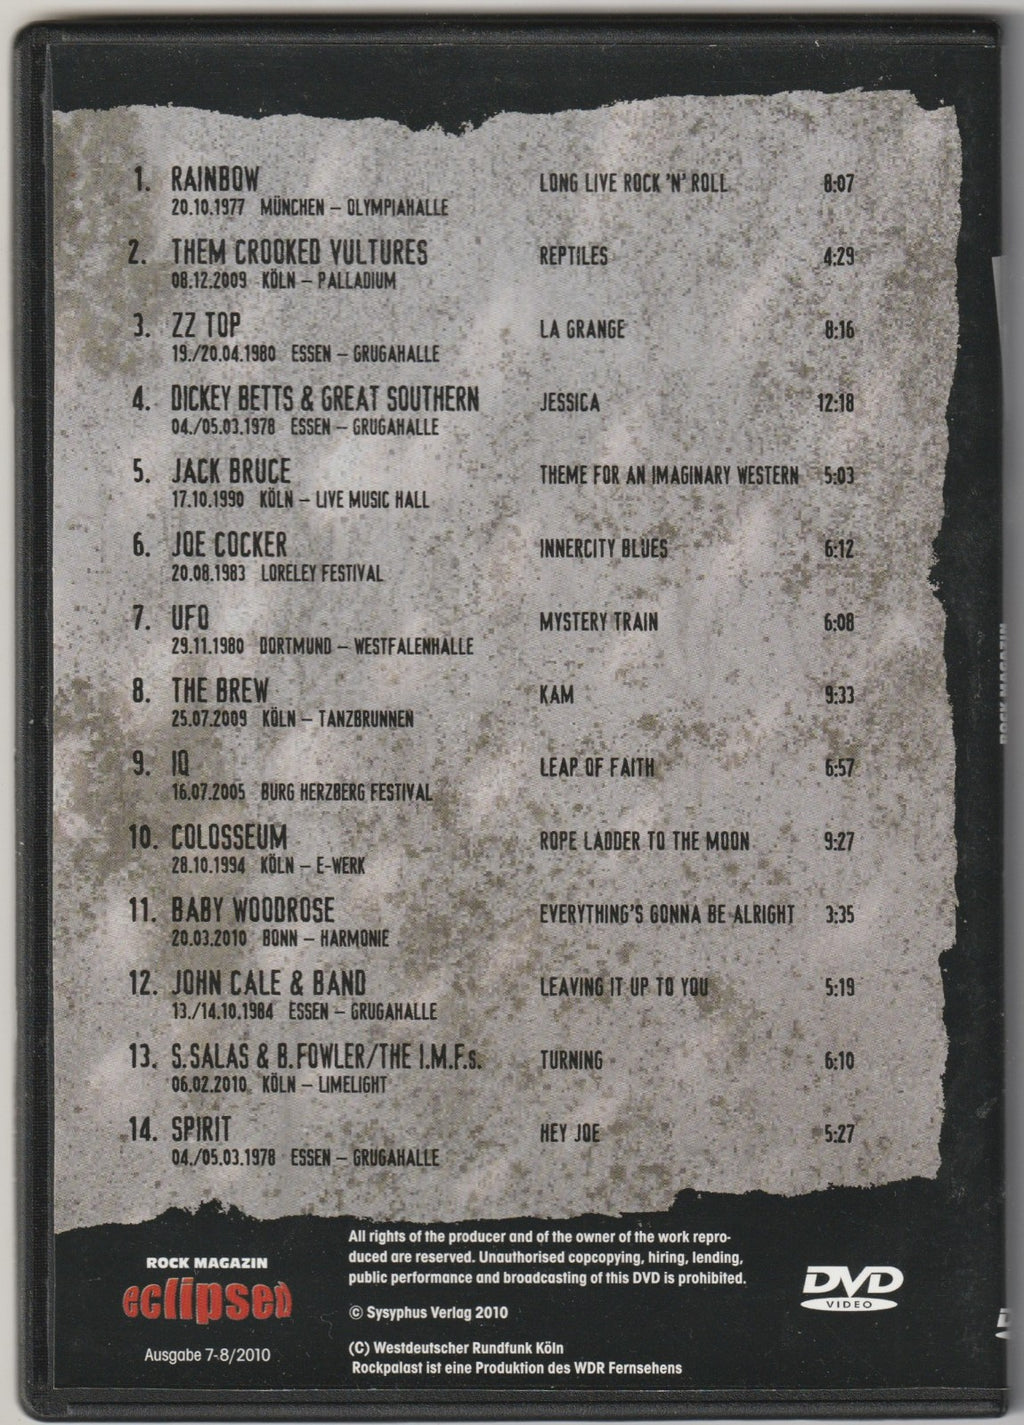 1. RAINBOW LONG LIVE ROCK 'N' ROLL 8:07
20.10.1977 MÜNCHEN – OLYMPIAHALLE
2. THEM CROOKED VULTURES REPTILES 4:29
08.12.2009 KÖLN – PALLADIUM
3. ZZ TOP LA GRANGE 8:16
19./20.04.1980 ESSEN – GRUGAHALLE
4. DICKEY BETTS & GREAT SOUTHERN JESSICA 12:18
04./05.03.1978 ESSEN – GRUGAHALLE
5. JACK BRUCE THEME FOR AN IMAGINARY WESTERN 5:03
17.10.1990 KÖLN – LIVE MUSIC HALL
6. JOE COCKER INNERCITY BLUES 6:12
20.08.1983 LORELEY FESTIVAL
7. UFO MYSTERY TRAIN 6:08
29.11.1980 DORTMUND – WESTFALENHALLE
8. THE BREW KAM 9:33
25.07.2009 KÖLN – TANZBRUNNEN
9. IQ LEAP OF FAITH 6:57
16.07.2005 BURG HERZBERG FESTIVAL
10. COLOSSEUM ROPE LADDER TO THE MOON 9:27
28.10.1994 KÖLN – E-WERK
11. BABY WOODROSE EVERYTHING'S GONNA BE ALRIGHT 3:35
20.03.2010 BONN – HARMONIE
12. JOHN CALE & BAND LEAVING IT UP TO YOU 5:19
13./14.10.1984 ESSEN – GRUGAHALLE
13. S.SALAS & B.FOWLER/THE I.M.F.s. TURNING 6:10
06.02.2010 KÖLN – LIMELIGHT
14. SPIRIT HEY JOE 5:27
04./05.03.1978 ESSEN – GRUGAHALLE
ROCK MAGAZIN
eclipsed
Ausgabe 7-8/2010
All rights of the producer and of the owner of the work repro-
duced are reserved. Unauthorised copcopying, hiring, lending,
public performance and broadcasting of this DVD is prohibited.
© Sysyphus Verlag 2010
(C) Westdeutscher Rundfunk Köln
Rockpalast ist eine Produktion des WDR Fernsehens
DVD
VIDEO
ROCK MAGAZIN